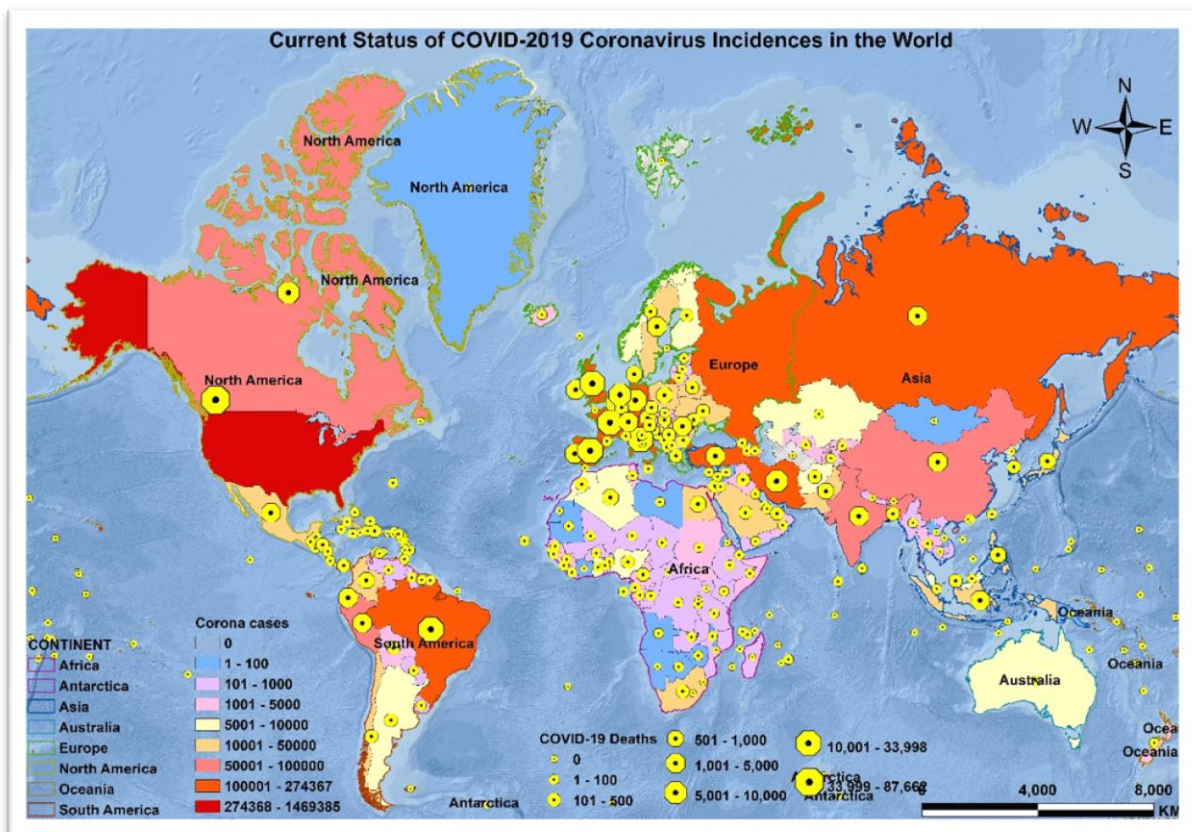 Current Status of COVID-2019 Coronavirus Incidences in the World
N
W E
S
North America
North America
North America
North America
Europe
Asia
Africa
South America
Oceania
Oceania
Australia
Oceania
CONTINENT
Africa
Antarctica
Asia
Australia
Europe
North America
Oceania
South America
Corona cases
0
1 - 100
101 - 1000
1001 - 5000
5001 - 10000
10001 - 50000
50001 - 100000
100001 - 274367
274368 - 1469385
COVID-19 Deaths
0
1 - 100
101 - 500
501 - 1,000
1,001 - 5,000
5,001 - 10,000
10,001 - 33,998
Antarctica
Antarctica
4,000 8,000
KM